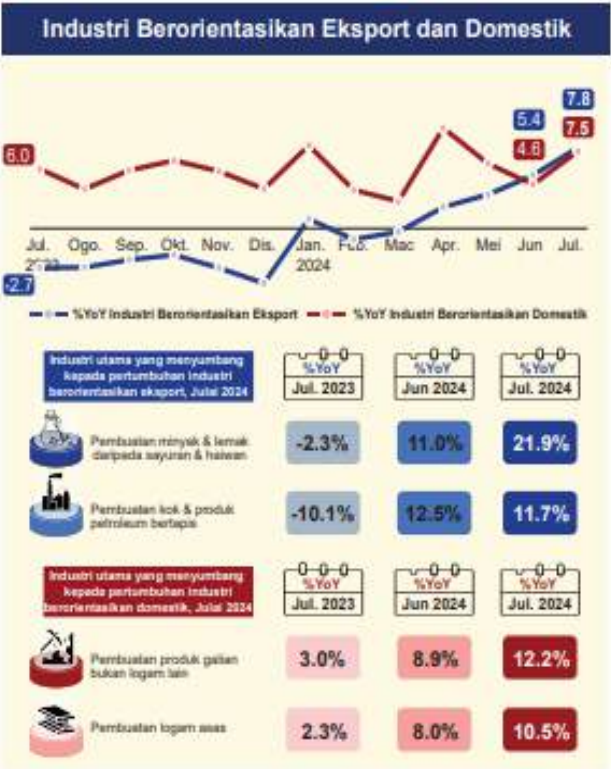 Industri Berorientasikan Eksport dan Domestik
7.8
5.4
7.5
6.0
4.6
Jul. Ogo. Sep. Okt. Nov. Dis. Jan. Feb. Mac Apr. Mei Jun Jul.
2023 2024
-2.7
%YoY Industri Berorientasikan Eksport %YoY Industri Berorientasikan Domestik
Industri utama yang menyumbang
kepada pertumbuhan industri
berorientasikan eksport, Julai 2024
%YoY %YoY %YoY
Jul. 2023 Jun 2024 Jul. 2024
Pembuatan minyak & lemak
daripada sayuran & haiwan
-2.3% 11.0% 21.9%
Pembuatan kok & produk
petroleum bertapis
-10.1% 12.5% 11.7%
Industri utama yang menyumbang
kepada pertumbuhan industri
berorientasikan domestik, Julai 2024
%YoY %YoY %YoY
Jul. 2023 Jun 2024 Jul. 2024
Pembuatan produk galian
bukan logam lain
3.0% 8.9% 12.2%
Pembuatan logam asas
2.3% 8.0% 10.5%